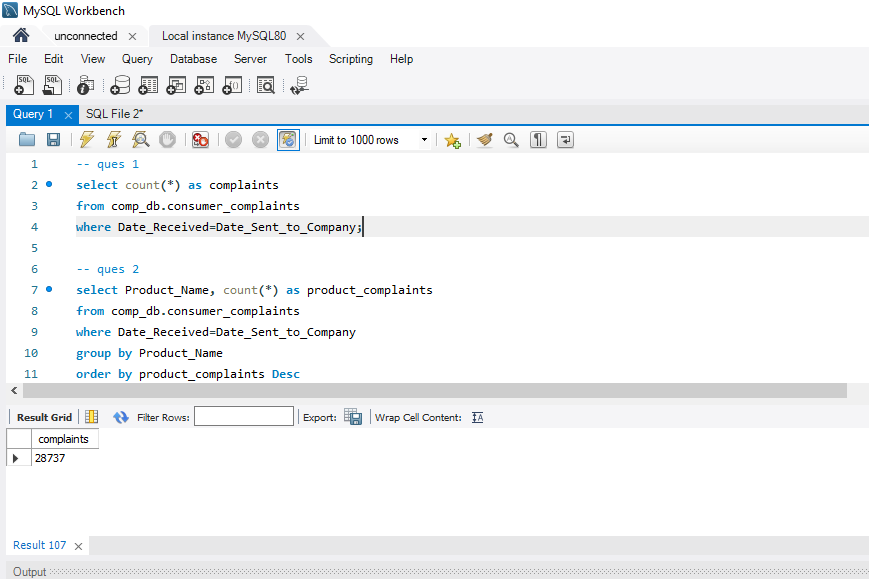 MySQL Workbench
unconnected
Local instance MySQL80
File Edit View Query Database Server Tools Scripting Help
Query 1
SQL File 2*
Limit to 1000 rows
1 -- ques 1
2 select count(*) as complaints
3 from comp_db.consumer_complaints
4 where Date_Received=Date_Sent_to_Company;
5
6 -- ques 2
7 select Product_Name, count(*) as product_complaints
8 from comp_db.consumer_complaints
9 where Date_Received=Date_Sent_to_Company
10 group by Product_Name
11 order by product_complaints Desc
Result Grid Filter Rows: Export: Wrap Cell Content: IA
complaints
28737
Result 107
Output